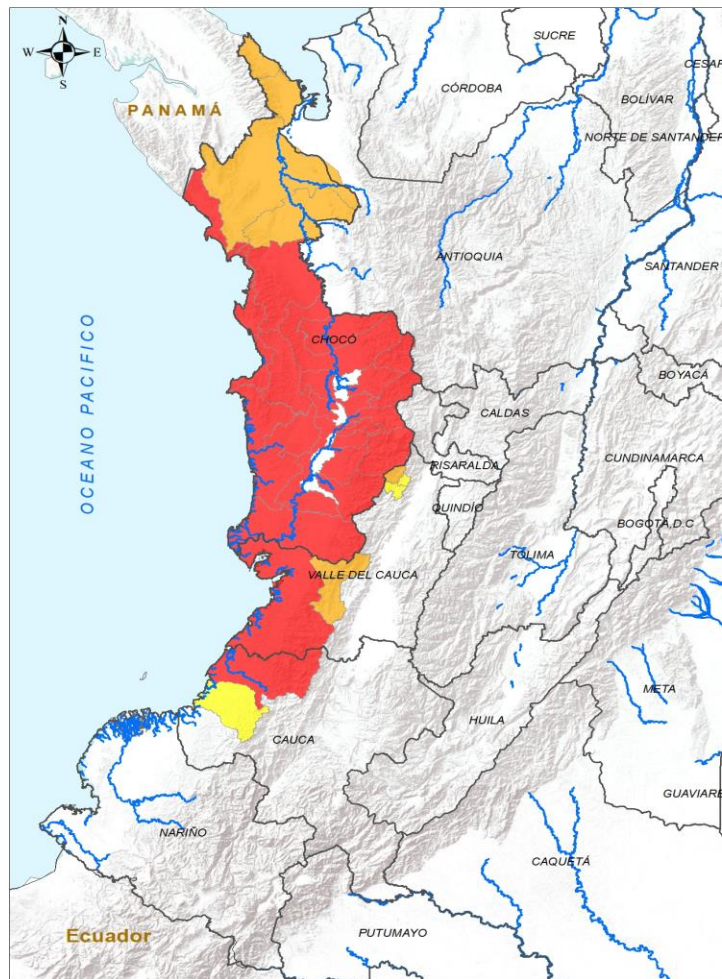 N
W E
S
SUCRE
CESAR
CÓRDOBA
BOLÍVAR
PANAMÁ
NORTE DE SANTANDER
ANTIOQUIA
SANTANDER
OCEANO PACIFICO
CHOCÓ
BOYACÁ
CALDAS
CUNDINAMARCA
RISARALDA
QUINDÍO
BOGOTÁ, D.C
TOLIMA
VALLE DEL CAUCA
META
HUILA
CAUCA
GUAVIARE
NARIÑO
CAQUETÁ
Ecuador
PUTUMAYO